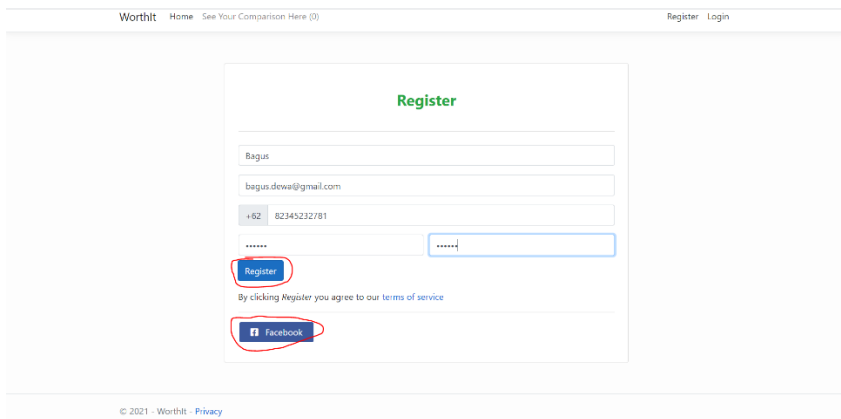 WorthIt Home See Your Comparison Here (0) Register Login
Register
Bagus
bagus.dewa@gmail.com
+62 82345232781
•••••• ••••••
Register
By clicking Register you agree to our terms of service
Facebook
© 2021 - WorthIt - Privacy